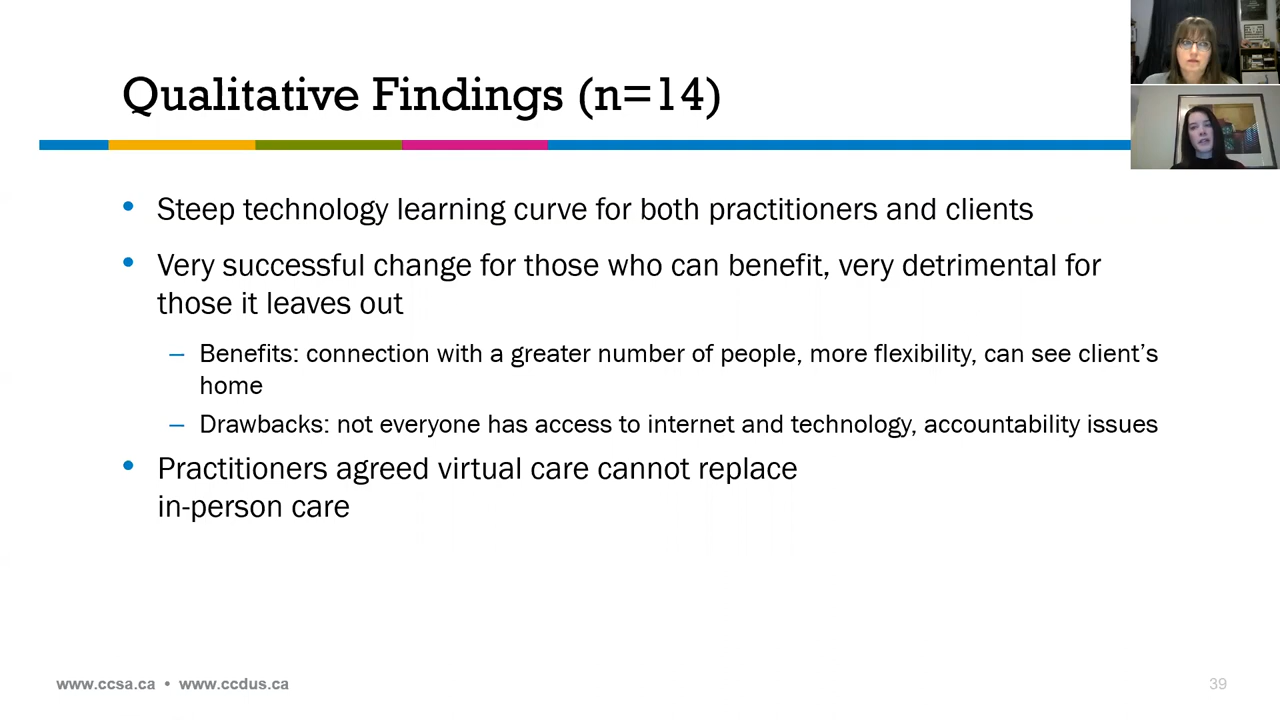 Qualitative Findings (n=14)
• Steep technology learning curve for both practitioners and clients
• Very successful change for those who can benefit, very detrimental for
those it leaves out
– Benefits: connection with a greater number of people, more flexibility, can see client’s
home
– Drawbacks: not everyone has access to internet and technology, accountability issues
• Practitioners agreed virtual care cannot replace
in-person care
www.ccsa.ca • www.ccdus.ca
39